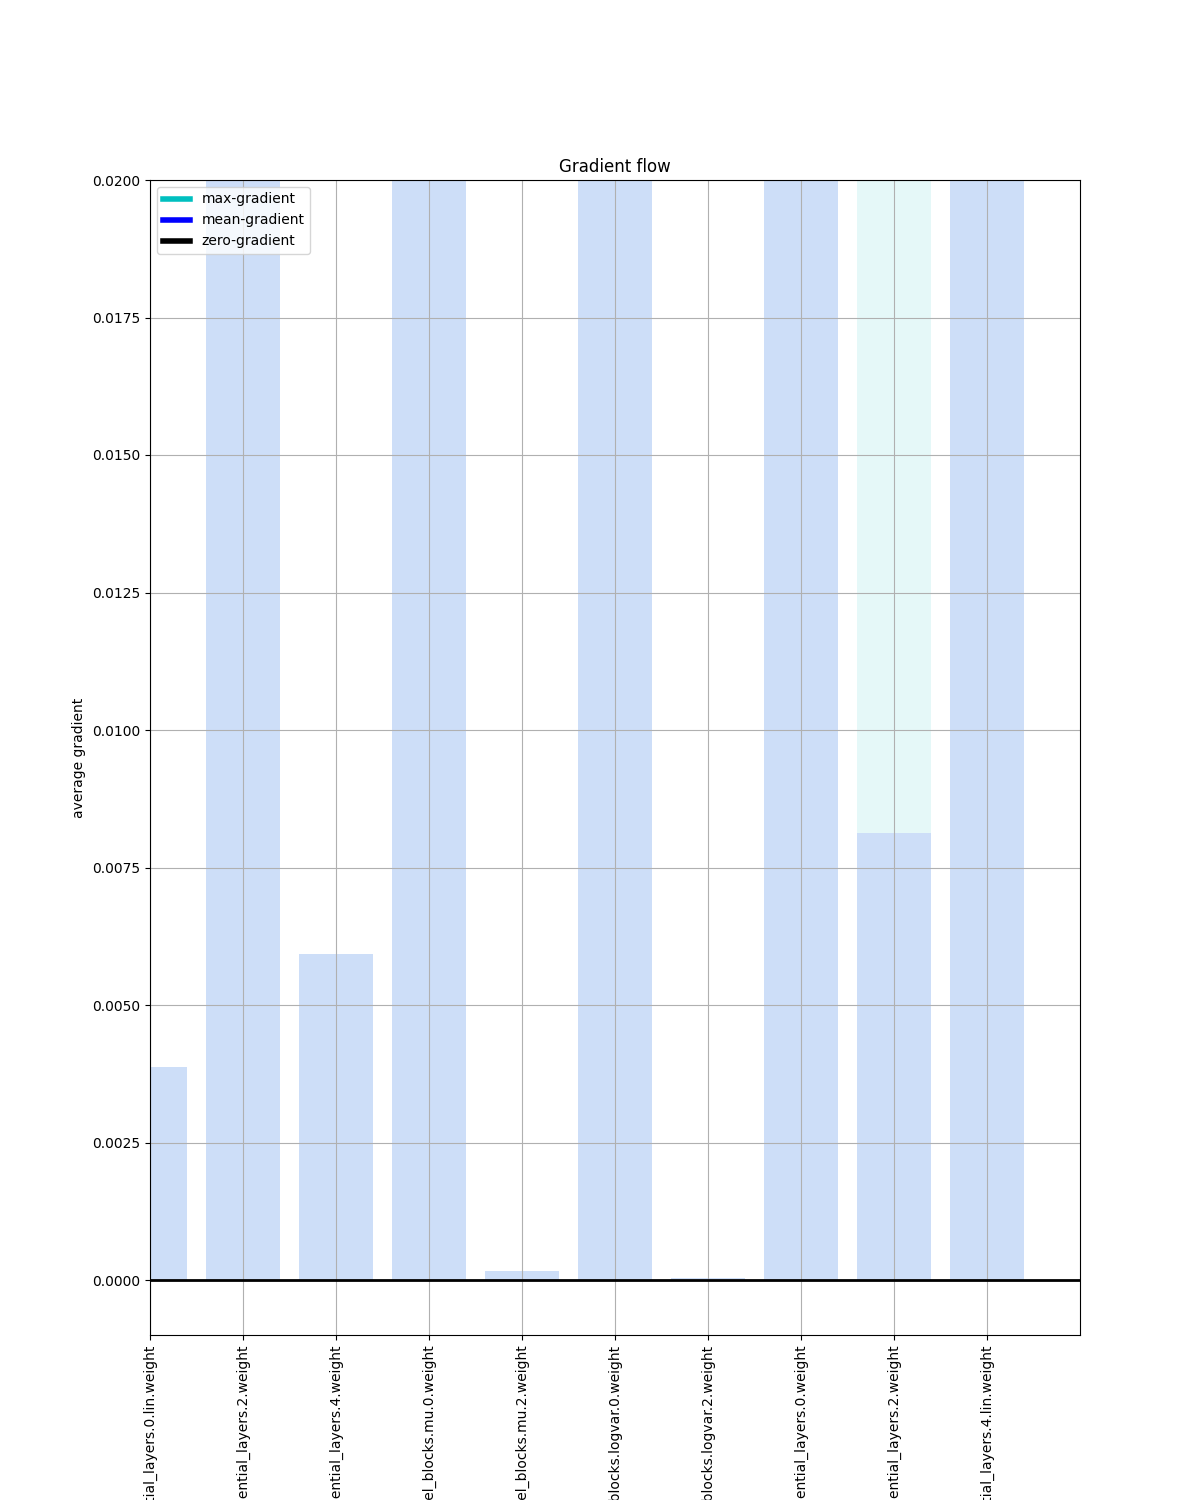 Gradient flow
max-gradient
mean-gradient
zero-gradient
0.0200
0.0175
0.0150
0.0125
0.0100
0.0075
0.0050
0.0025
0.0000
average gradient
tial_layers.0.lin.weight
ential_layers.2.weight
ential_layers.4.weight
el_blocks.mu.0.weight
el_blocks.mu.2.weight
blocks.logvar.0.weight
blocks.logvar.2.weight
ential_layers.0.weight
ential_layers.2.weight
tial_layers.4.lin.weight